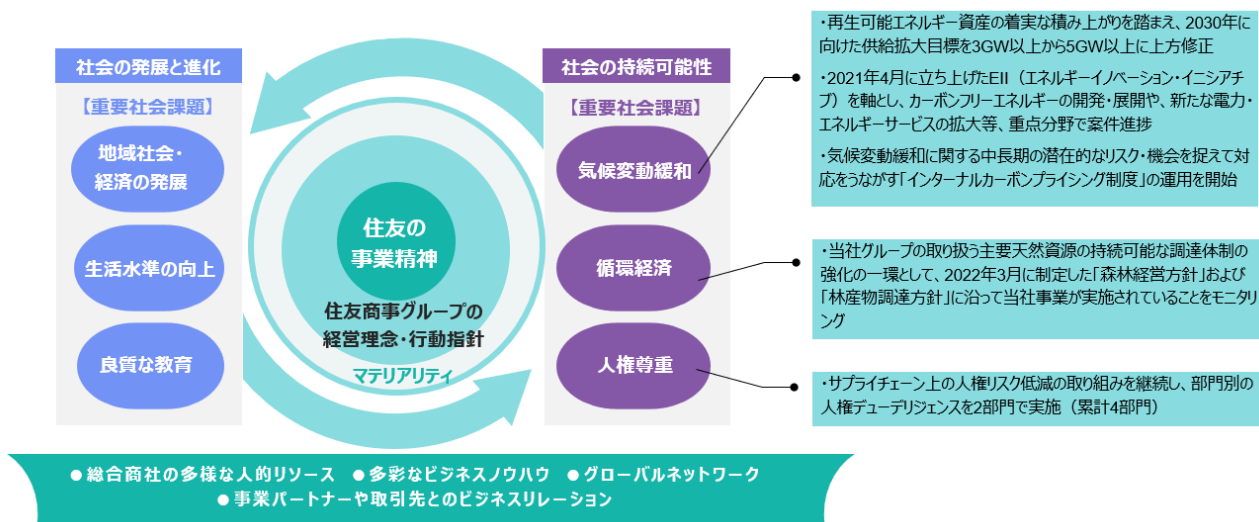 社会の発展と進化
【重要社会課題】
地域社会・
経済の発展
生活水準の向上
良質な教育
住友の
事業精神
住友商事グループの
経営理念・行動指針
マテリアリティ
社会の持続可能性
【重要社会課題】
気候変動緩和
循環経済
人権尊重
・再生可能エネルギー資産の着実な積み上がりを踏まえ、2030年に
向けた供給拡大目標を3GW以上から5GW以上に上方修正
・2021年4月に立ち上げたEII（エネルギーイノベーション・イニシアチ
ブ）を軸とし、カーボンフリーエネルギーの開発・展開や、新たな電力・
エネルギーサービスの拡大等、重点分野で案件進捗
・気候変動緩和に関する中長期の潜在的なリスク・機会を捉えて対
応をうながす「インターナルカーボンプライシング制度」の運用を開始
・当社グループの取り扱う主要天然資源の持続可能な調達体制の
強化の一環として、2022年3月に制定した「森林経営方針」および
「林産物調達方針」に沿って当社事業が実施されていることをモニタリ
ング
・サプライチェーン上の人権リスク低減の取り組みを継続し、部門別の
人権デューデリジェンスを2部門で実施（累計4部門）
●総合商社の多様な人的リソース ●多彩なビジネスノウハウ ●グローバルネットワーク
●事業パートナーや取引先とのビジネスリレーション